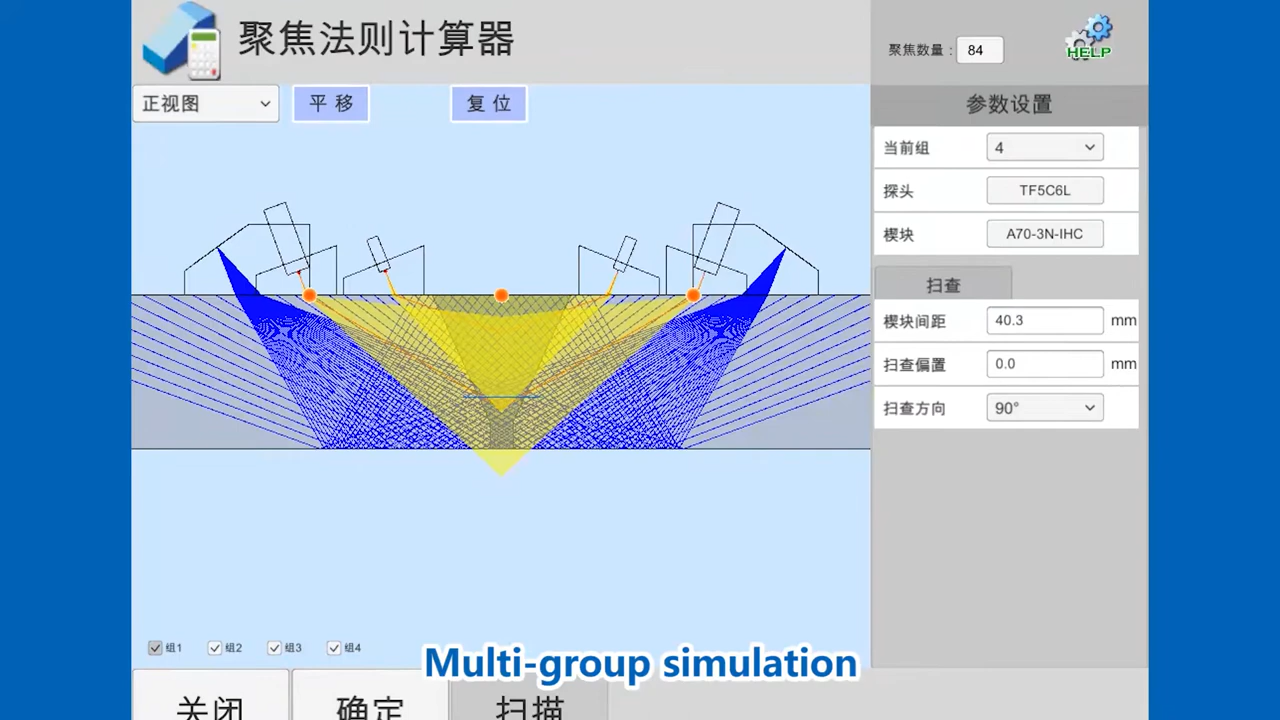 聚焦法则计算器
聚焦数量 : 84
HELP
正视图
平 移
复 位
参数设置
当前组 4
探头 TF5C6L
楔块 A70-3N-IHC
扫查
楔块间距 40.3 mm
扫查偏置 0.0 mm
扫查方向 90°
组1 组2 组3 组4
Multi-group simulation
关闭 确定 扫描